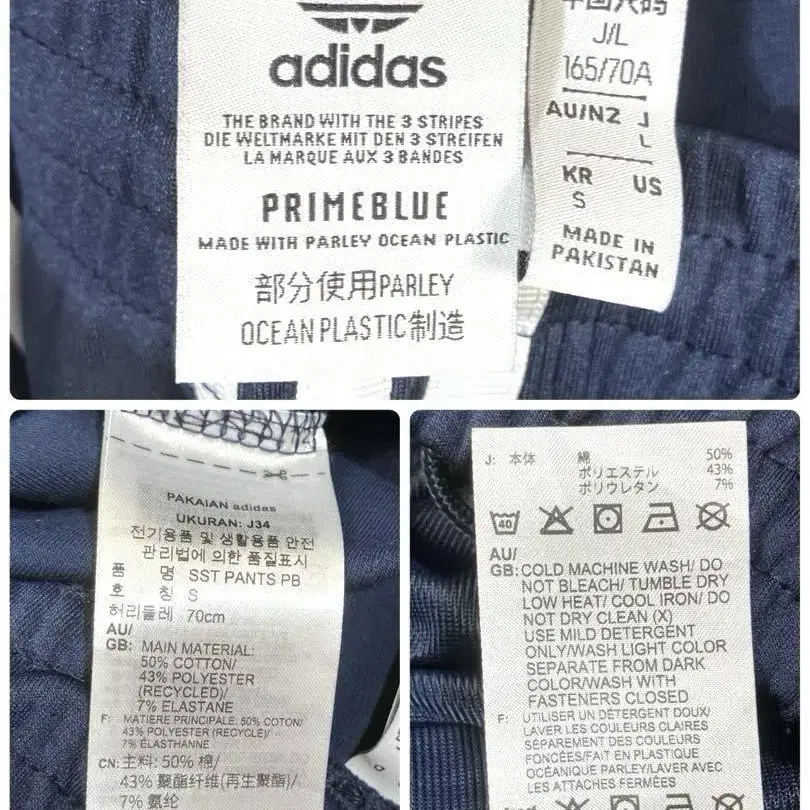 adidas
THE BRAND WITH THE 3 STRIPES
DIE WELTMARKE MIT DEN 3 STREIFEN
LA MARQUE AUX 3 BANDES
PRIMEBLUE
MADE WITH PARLEY OCEAN PLASTIC
部分使用PARLEY
OCEAN PLASTIC制造
J/L
165/70A
AU/NZ J
L
KR US
S
MADE IN
PAKISTAN
PAKAIAN adidas
UKURAN: J34
전기용품 및 생활용품 안전
관리법에 의한 품질표시
품 명 SST PANTS PB
호 칭 S
허리둘레 70cm
AU/
GB: MAIN MATERIAL:
50% COTTON/
43% POLYESTER
(RECYCLED)/
7% ELASTANE
F: MATIERE PRINCIPALE: 50% COTON/
43% POLYESTER (RECYCLÉ)/
7% ÉLASTHANNE
CN: 主料: 50% 棉/
43% 聚酯纤维(再生聚酯)/
7% 氨纶
J: 本体 綿 50%
ポリエステル 43%
ポリウレタン 7%
40
AU/
GB: COLD MACHINE WASH/ DO
NOT BLEACH/ TUMBLE DRY
LOW HEAT/ COOL IRON/ DO
NOT DRY CLEAN (X)
USE MILD DETERGENT
ONLY/WASH LIGHT COLOR
SEPARATE FROM DARK
COLOR/WASH WITH
FASTENERS CLOSED
F: UTILISER UN DÉTERGENT DOUX/
LAVER LES COULEURS CLAIRES
SÉPAREMENT DES COULEURS
FONCÉES/FAIT EN PLASTIQUE
OCÉANIQUE PARLEY/LAVER AVEC
LES ATTACHES FERMÉES